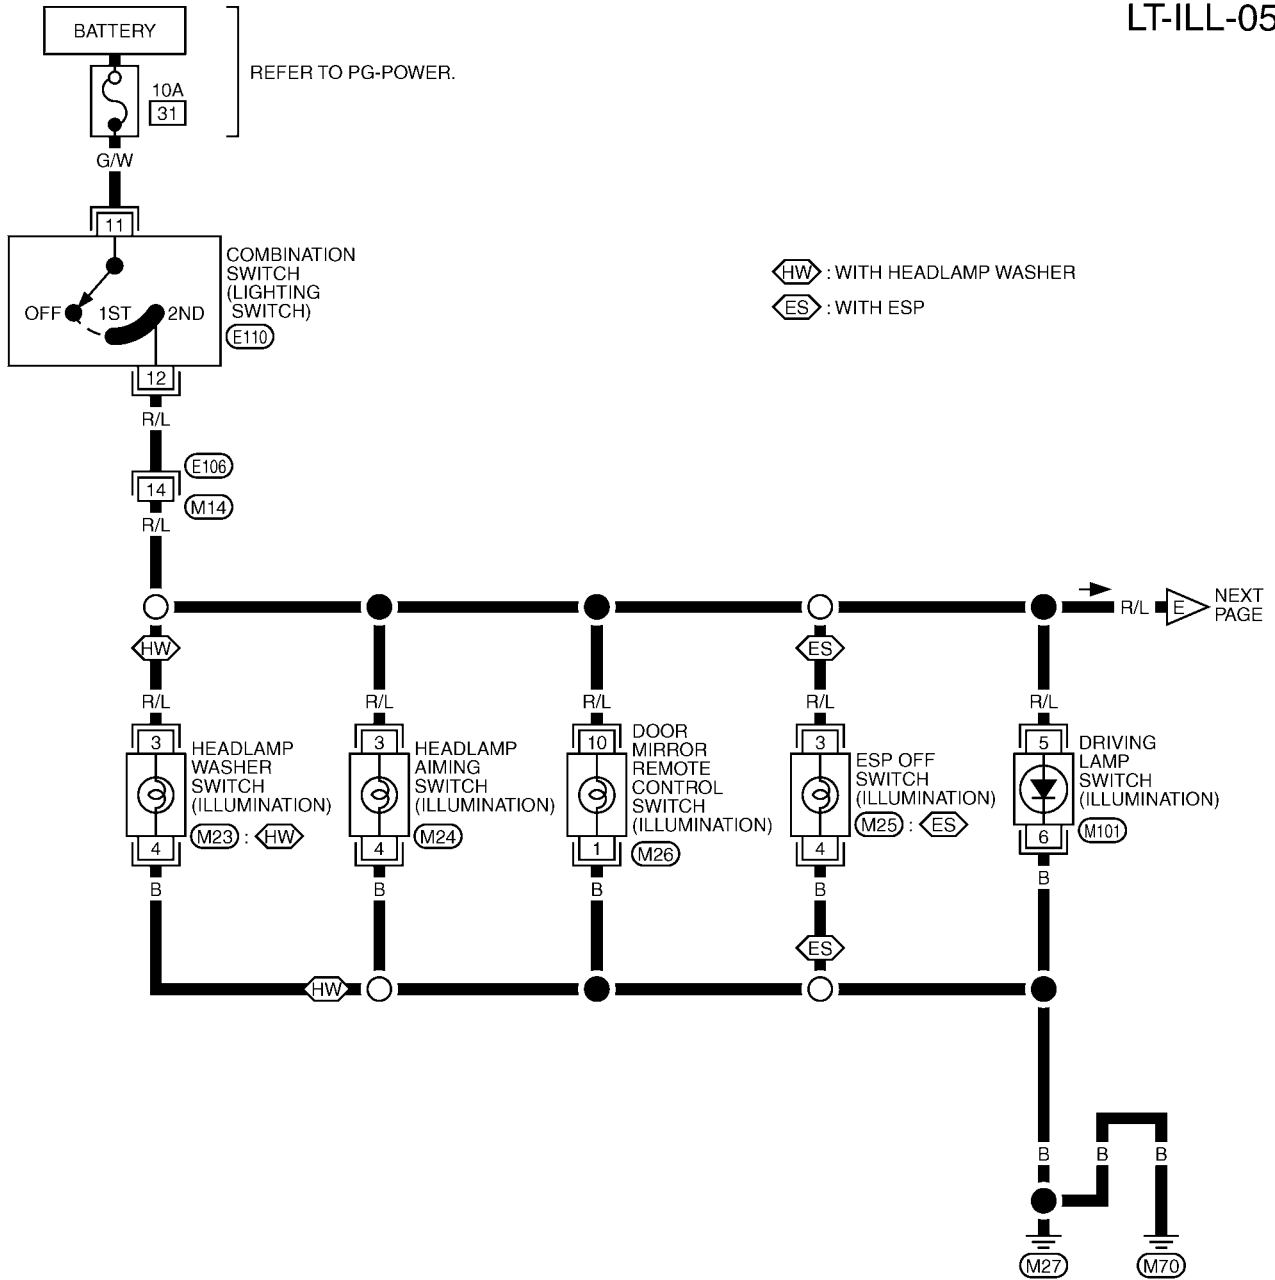 LT-ILL-05
BATTERY
REFER TO PG-POWER.
10A
31
G/W
11
COMBINATION
SWITCH
(LIGHTING
SWITCH)
E110
OFF
1ST
2ND
12
HW : WITH HEADLAMP WASHER
ES : WITH ESP
R/L
E106
14
M14
R/L
R/L
E
NEXT
PAGE
HW
ES
R/L
R/L
R/L
R/L
R/L
3
HEADLAMP
WASHER
SWITCH
(ILLUMINATION)
M23 : HW
4
3
HEADLAMP
AIMING
SWITCH
(ILLUMINATION)
M24
4
10
DOOR
MIRROR
REMOTE
CONTROL
SWITCH
(ILLUMINATION)
M26
1
3
ESP OFF
SWITCH
(ILLUMINATION)
M25 : ES
4
5
DRIVING
LAMP
SWITCH
(ILLUMINATION)
M101
6
B
B
B
B
B
ES
HW
B
B
B
M27
M70